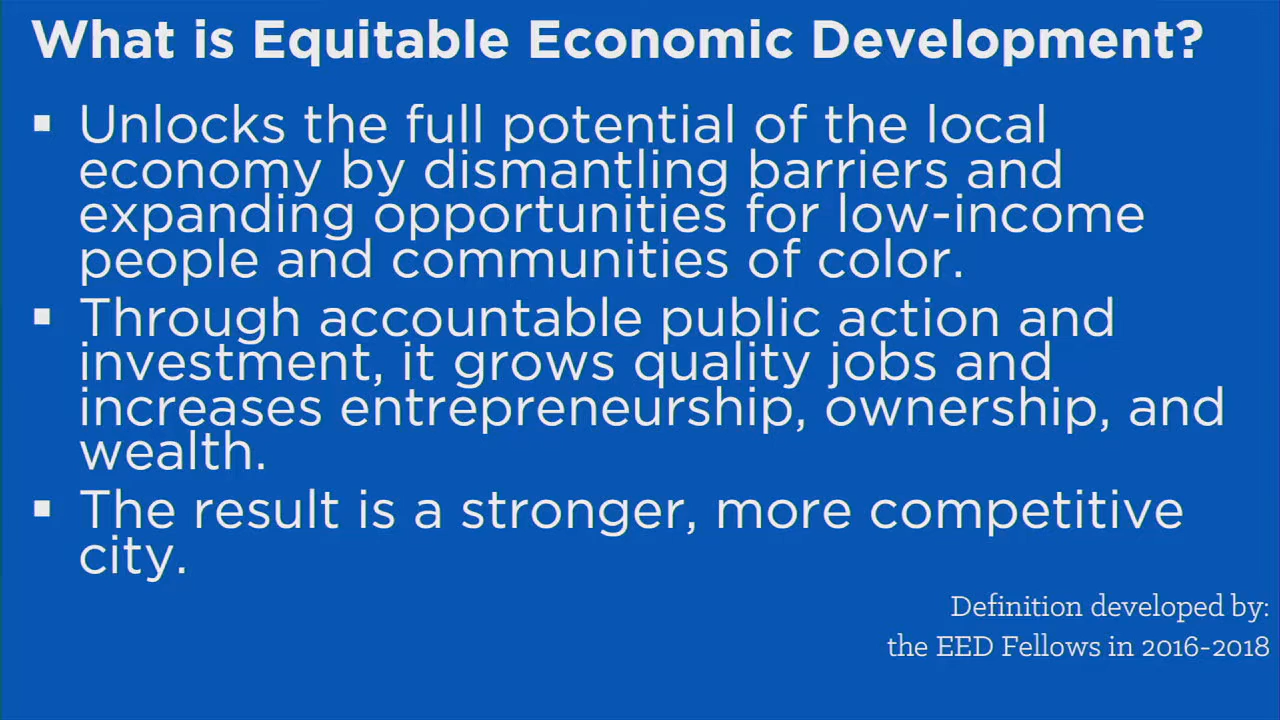 What is Equitable Economic Development?
▪ Unlocks the full potential of the local
economy by dismantling barriers and
expanding opportunities for low-income
people and communities of color.
▪ Through accountable public action and
investment, it grows quality jobs and
increases entrepreneurship, ownership, and
wealth.
▪ The result is a stronger, more competitive
city.
Definition developed by:
the EED Fellows in 2016-2018